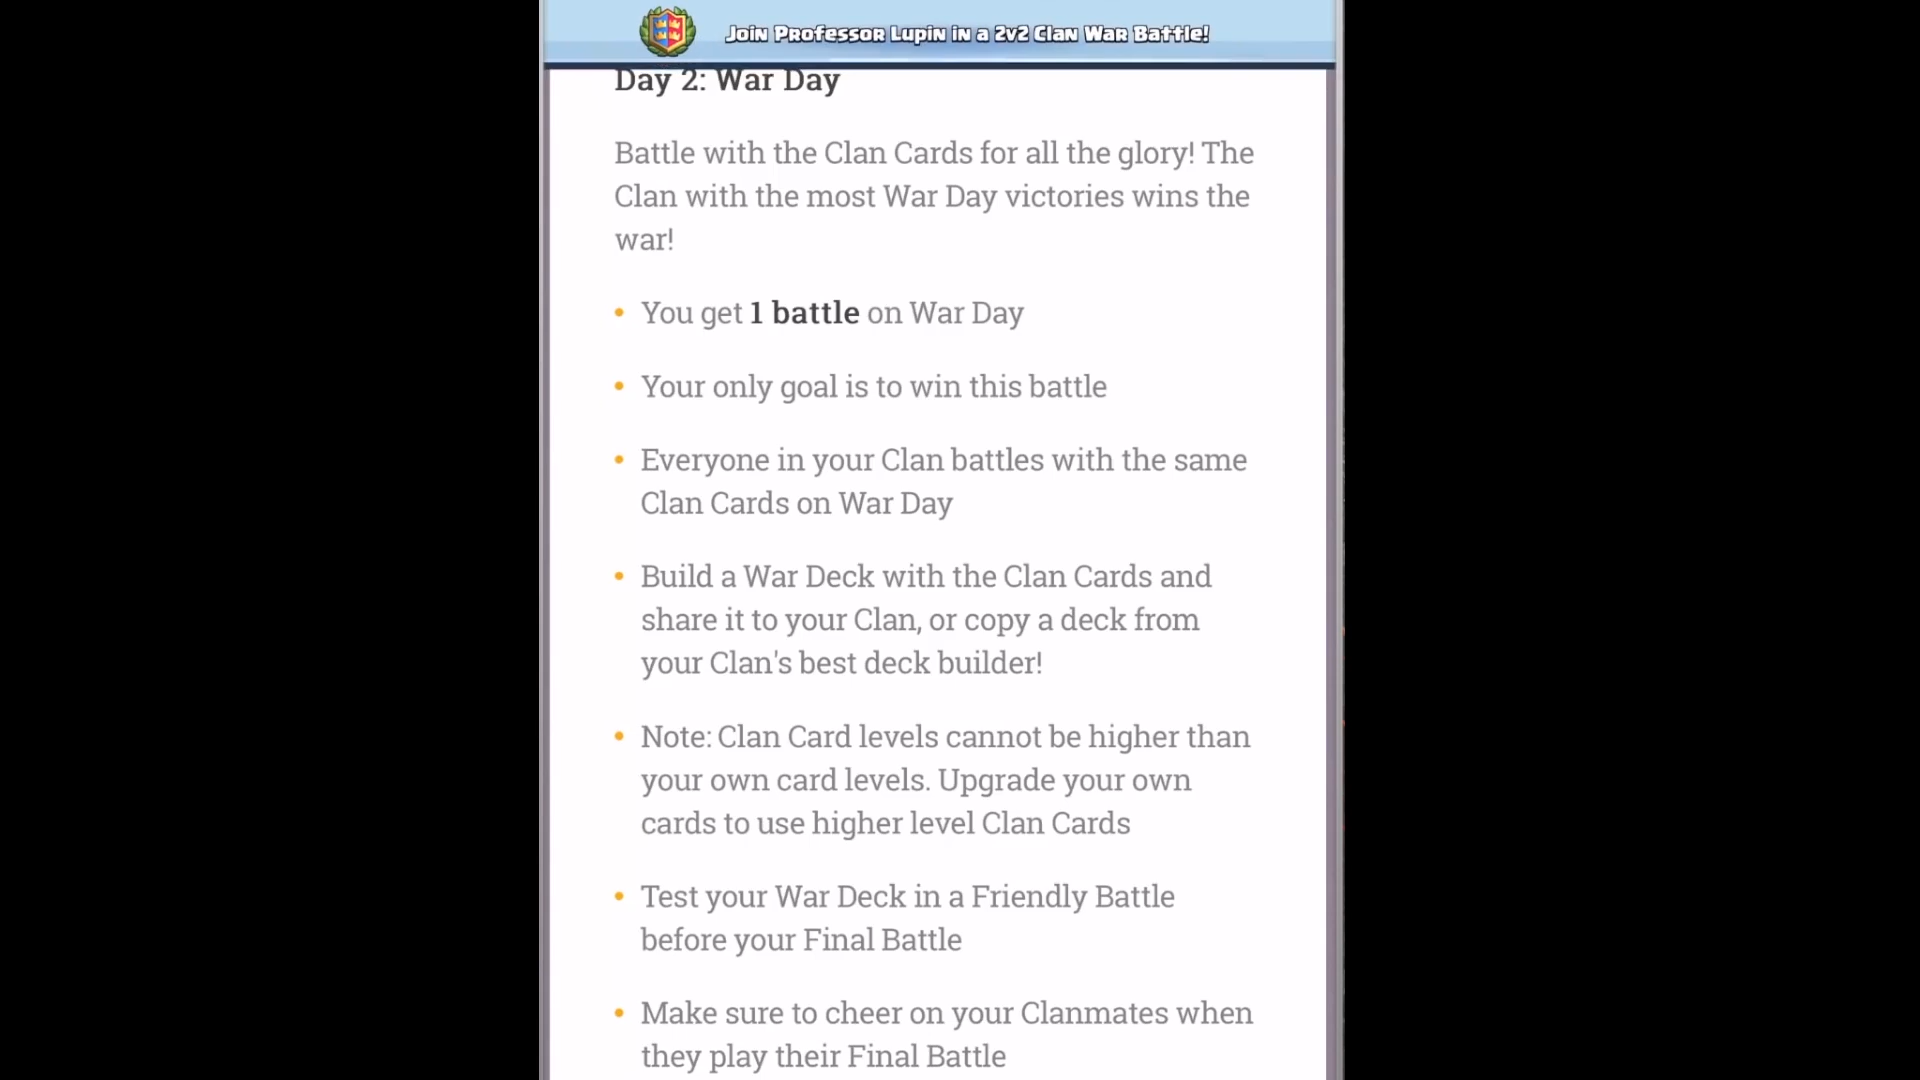 Join Professor Lupin in a 2v2 Clan War Battle!
Day 2: War Day
Battle with the Clan Cards for all the glory! The
Clan with the most War Day victories wins the
war!
• You get 1 battle on War Day
• Your only goal is to win this battle
• Everyone in your Clan battles with the same
Clan Cards on War Day
• Build a War Deck with the Clan Cards and
share it to your Clan, or copy a deck from
your Clan's best deck builder!
• Note: Clan Card levels cannot be higher than
your own card levels. Upgrade your own
cards to use higher level Clan Cards
• Test your War Deck in a Friendly Battle
before your Final Battle
• Make sure to cheer on your Clanmates when
they play their Final Battle